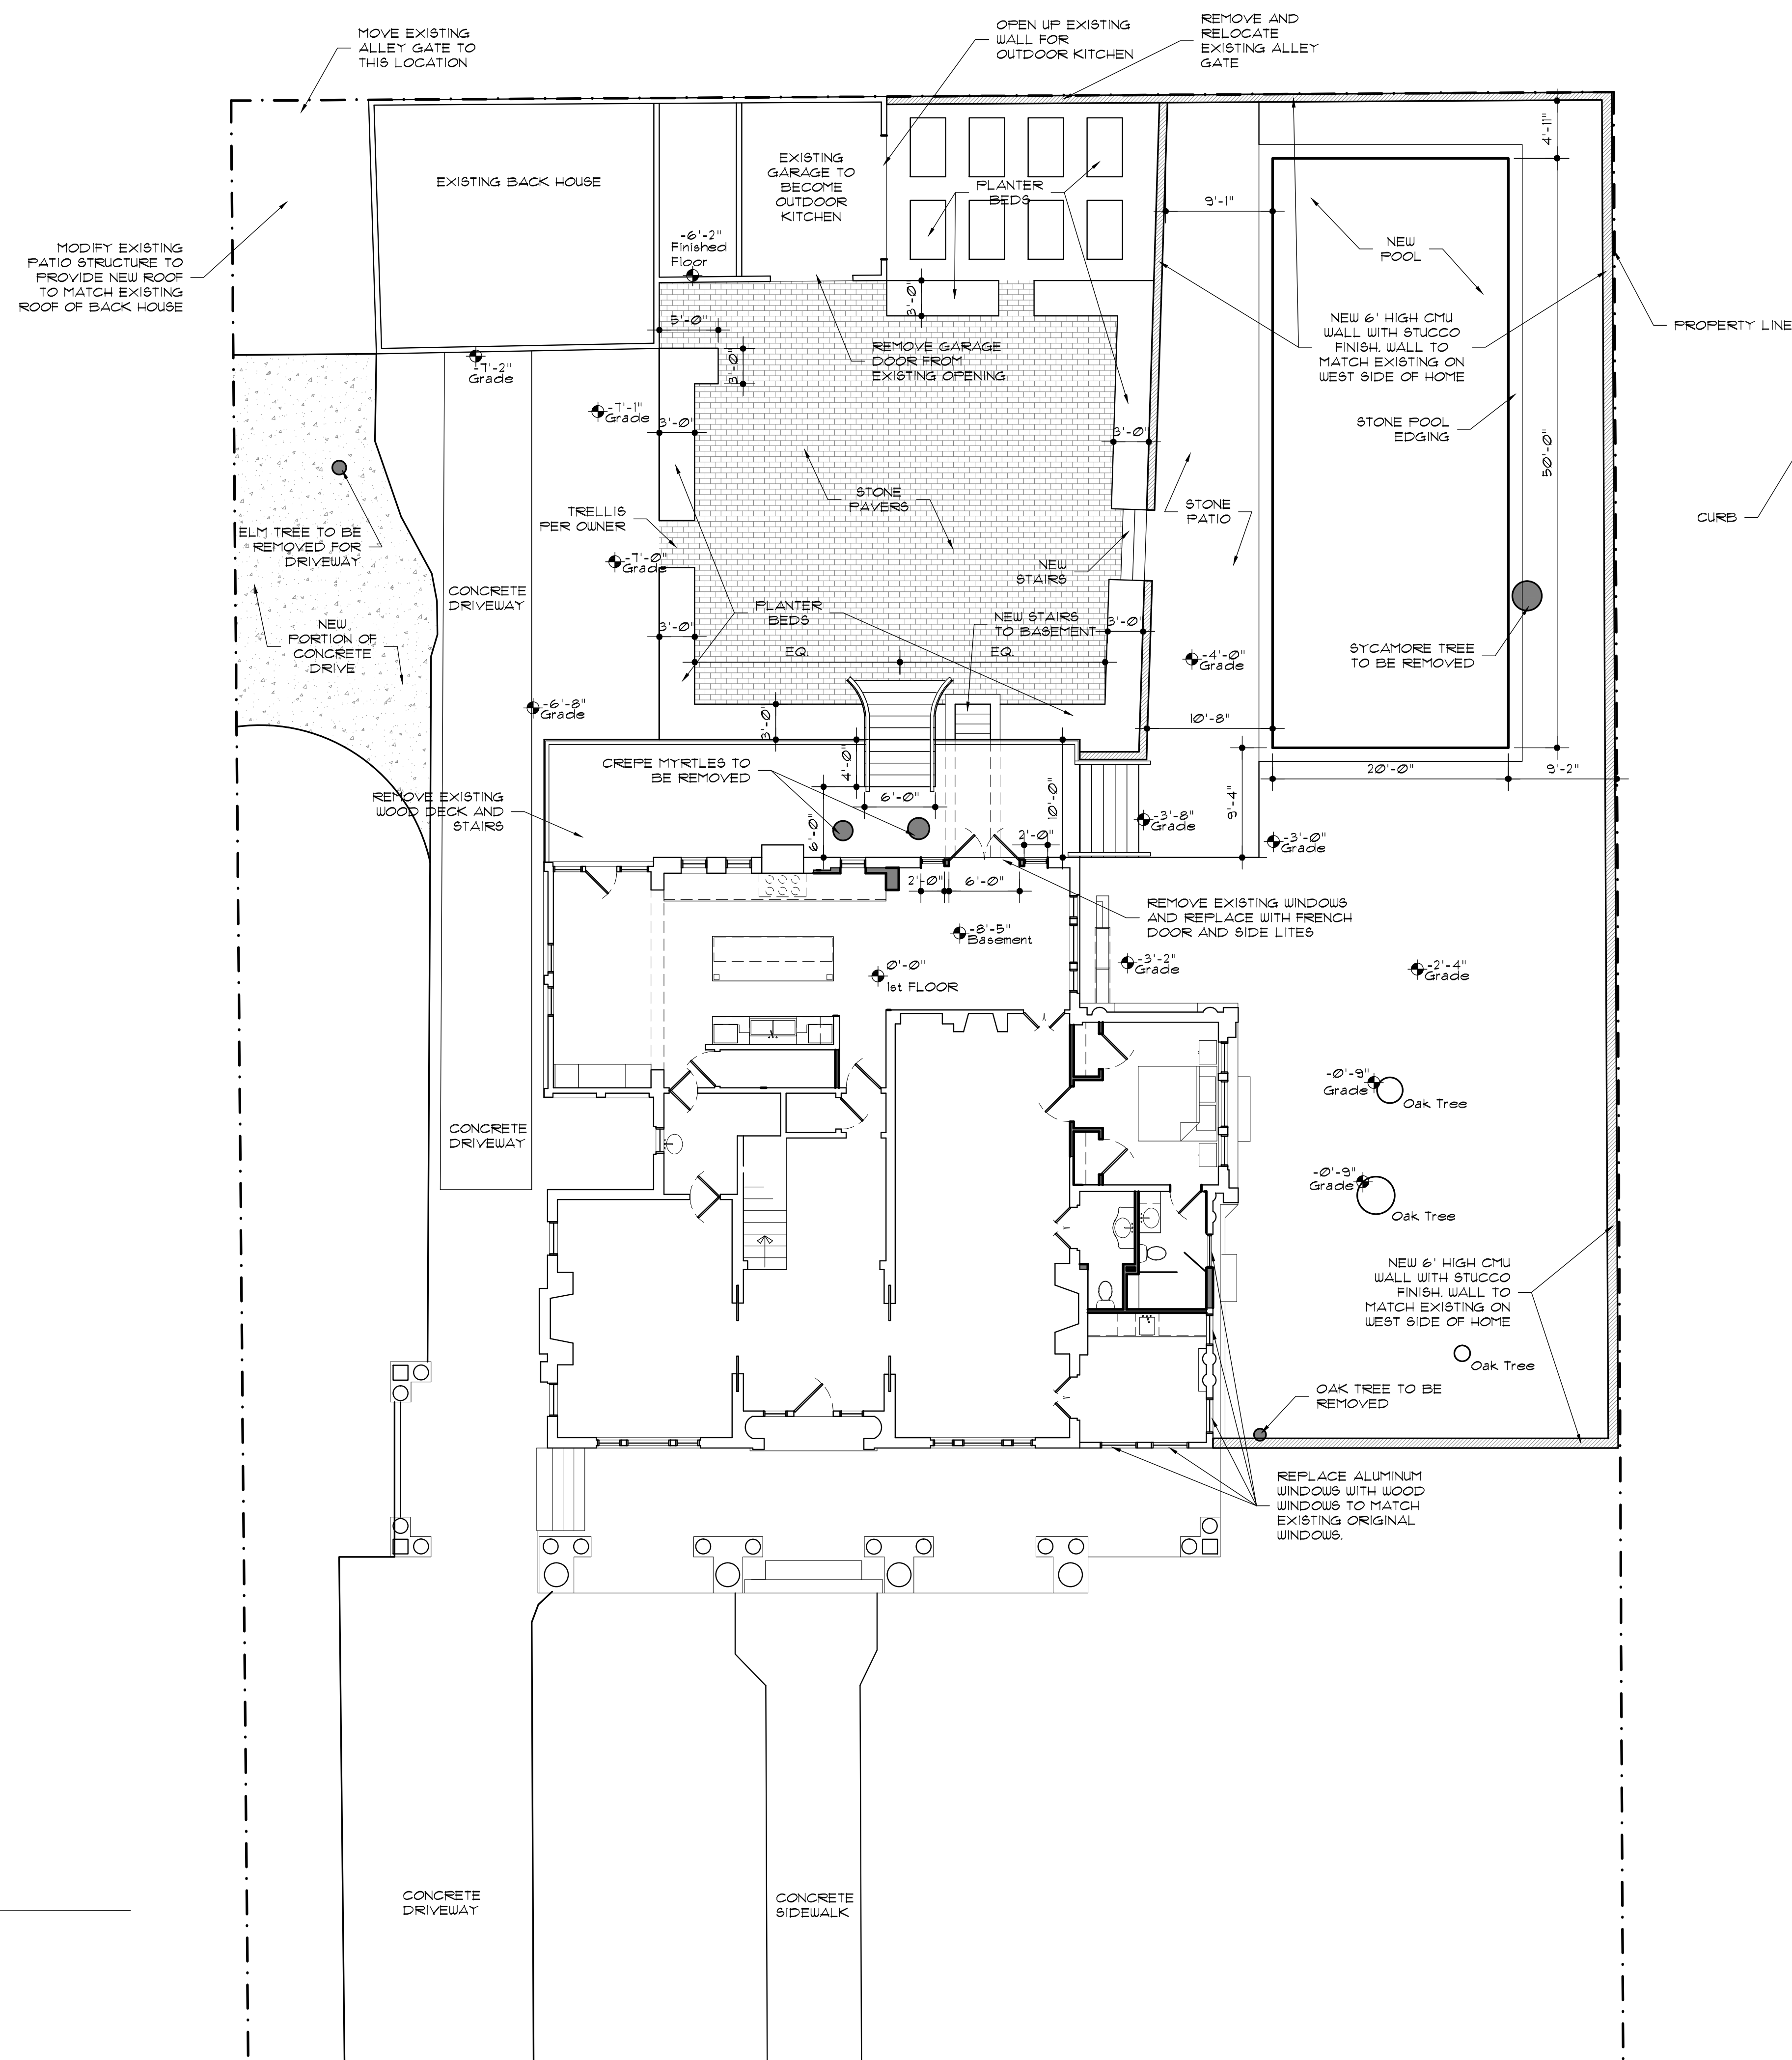 MOVE EXISTING
ALLEY GATE TO
THIS LOCATION
OPEN UP EXISTING
WALL FOR
OUTDOOR KITCHEN
REMOVE AND
RELOCATE
EXISTING ALLEY
GATE
EXISTING BACK HOUSE
EXISTING
GARAGE TO
BECOME
OUTDOOR
KITCHEN
PLANTER
BEDS
4'-11"
9'-1"
NEW
POOL
-6'-2"
Finished
Floor
MODIFY EXISTING
PATIO STRUCTURE TO
PROVIDE NEW ROOF
TO MATCH EXISTING
ROOF OF BACK HOUSE
3'-0"
5'-0"
3'-0"
REMOVE GARAGE
DOOR FROM
EXISTING OPENING
NEW 6' HIGH CMU
WALL WITH STUCCO
FINISH. WALL TO
MATCH EXISTING ON
WEST SIDE OF HOME
PROPERTY LINE
-7'-2"
Grade
-7'-1"
Grade
3'-0"
3'-0"
STONE POOL
EDGING
50'-0"
STONE
PAVERS
TRELLIS
PER OWNER
STONE
PATIO
CURB
ELM TREE TO BE
REMOVED FOR
DRIVEWAY
-7'-0"
Grade
NEW
STAIRS
CONCRETE
DRIVEWAY
PLANTER
BEDS
NEW STAIRS
TO BASEMENT
NEW
PORTION OF
CONCRETE
DRIVE
3'-0"
3'-0"
EQ.
EQ.
-4'-0"
Grade
SYCAMORE TREE
TO BE REMOVED
-6'-8"
Grade
3'-0"
10'-8"
CREPE MYRTLES TO
BE REMOVED
4'-0"
20'-0"
9'-2"
REMOVE EXISTING
WOOD DECK AND
STAIRS
6'-0"
6'-0"
10'-0"
2'-0"
-3'-8"
Grade
9'-4"
-3'-0"
Grade
2'-0"
6'-0"
REMOVE EXISTING WINDOWS
AND REPLACE WITH FRENCH
DOOR AND SIDE LITES
-8'-5"
Basement
0'-0"
1st FLOOR
-3'-2"
Grade
-2'-4"
Grade
-0'-9"
Grade
Oak Tree
CONCRETE
DRIVEWAY
-0'-9"
Grade
Oak Tree
NEW 6' HIGH CMU
WALL WITH STUCCO
FINISH. WALL TO
MATCH EXISTING ON
WEST SIDE OF HOME
Oak Tree
OAK TREE TO BE
REMOVED
REPLACE ALUMINUM
WINDOWS WITH WOOD
WINDOWS TO MATCH
EXISTING ORIGINAL
WINDOWS.
CONCRETE
DRIVEWAY
CONCRETE
SIDEWALK